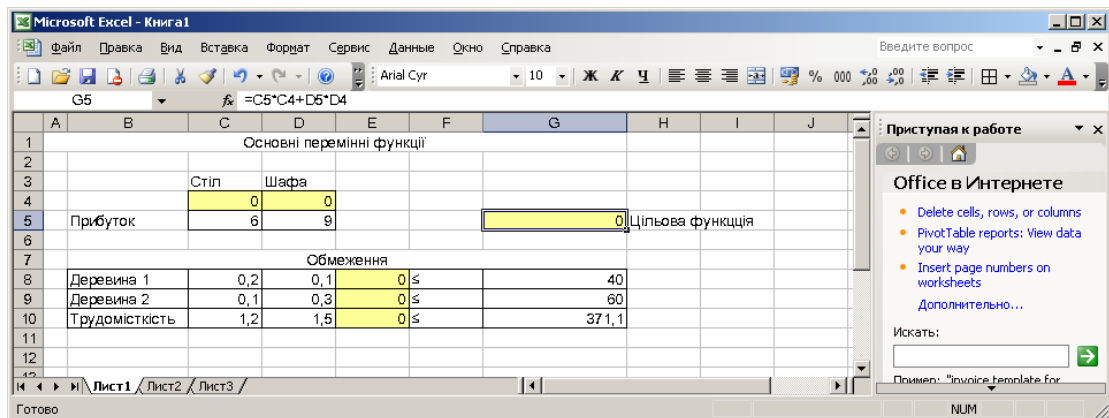 Microsoft Excel - Книга1
Файл Правка Вид Вставка Формат Сервис Данные Окно Справка Введите вопрос
Arial Cyr 10 Ж К Ч % 000
G5 fx =C5*C4+D5*D4
A B C D E F G H I J
1 Основні перемінні функції
2
3 Стіл Шафа
4 0 0
5 Прибуток 6 9 0 Цільова функкція
6
7 Обмеження
8 Деревина 1 0,2 0,1 0 ≤ 40
9 Деревина 2 0,1 0,3 0 ≤ 60
10 Трудомісткість 1,2 1,5 0 ≤ 371,1
11
12
Лист1 Лист2 Лист3
Готово NUM
Приступая к работе
Office в Интернете
Delete cells, rows, or columns
PivotTable reports: View data
your way
Insert page numbers on
worksheets
Дополнительно...
Искать:
Пример: "invoice template for